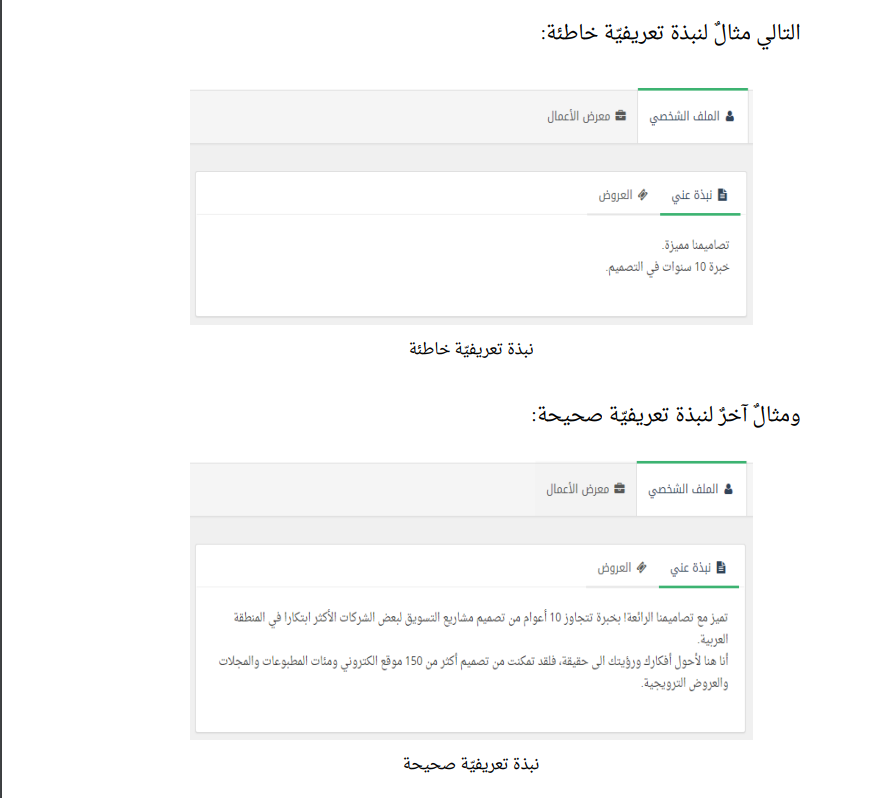 التالي مثالٌ لنبذة تعريفيّة خاطئة:
الملف الشخصي
معرض الأعمال
نبذة عني
العروض
تصاميمنا مميزة.
خبرة 10 سنوات في التصميم.
نبذة تعريفيّة خاطئة
ومثالٌ آخرٌ لنبذة تعريفيّة صحيحة:
الملف الشخصي
معرض الأعمال
نبذة عني
العروض
تميز مع تصاميمنا الرائعة! بخبرة تتجاوز 10 أعوام من تصميم مشاريع التسويق لبعض الشركات الأكثر ابتكارا في المنطقة
العربية.
أنا هنا لأحول أفكارك ورؤيتك الى حقيقة، فلقد تمكنت من تصميم أكثر من 150 موقع الكتروني ومئات المطبوعات والمجلات
والعروض الترويجية.
نبذة تعريفيّة صحيحة